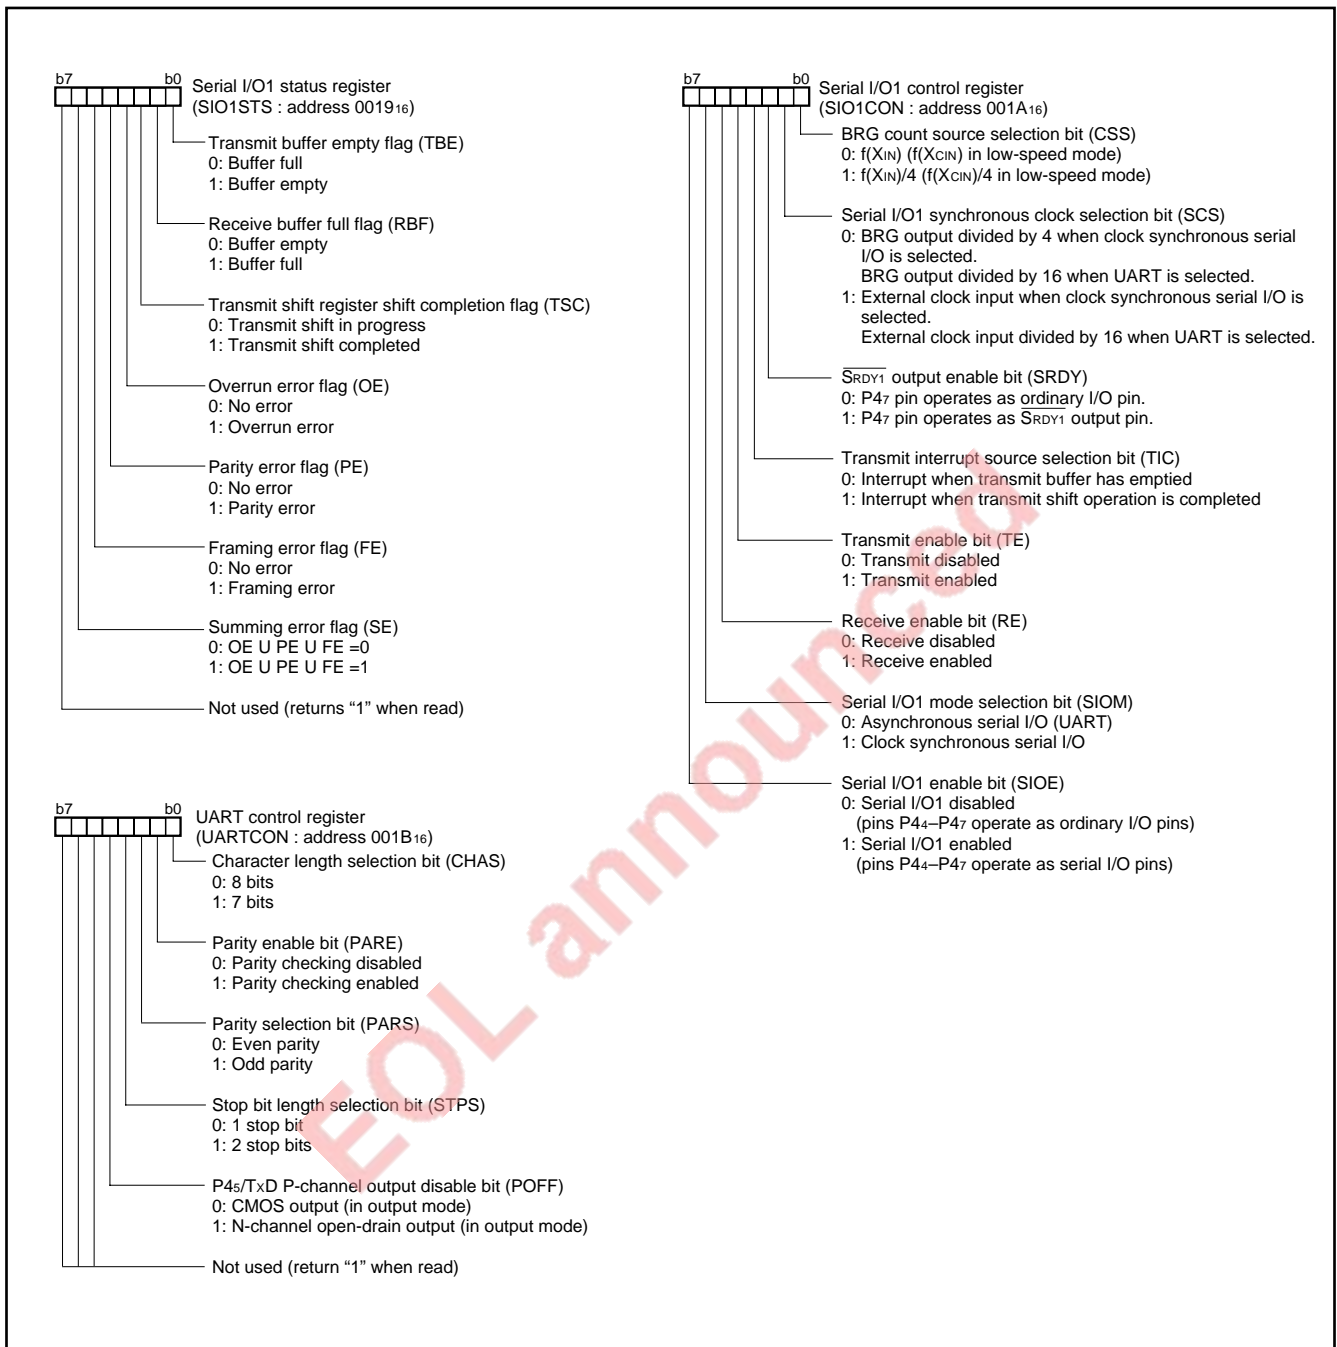 b7 b0 Serial I/O1 status register
(SIO1STS : address 0019₁₆)
Transmit buffer empty flag (TBE)
0: Buffer full
1: Buffer empty
Receive buffer full flag (RBF)
0: Buffer empty
1: Buffer full
Transmit shift register shift completion flag (TSC)
0: Transmit shift in progress
1: Transmit shift completed
Overrun error flag (OE)
0: No error
1: Overrun error
Parity error flag (PE)
0: No error
1: Parity error
Framing error flag (FE)
0: No error
1: Framing error
Summing error flag (SE)
0: OE U PE U FE =0
1: OE U PE U FE =1
Not used (returns “1” when read)
b7 b0 UART control register
(UARTCON : address 001B₁₆)
Character length selection bit (CHAS)
0: 8 bits
1: 7 bits
Parity enable bit (PARE)
0: Parity checking disabled
1: Parity checking enabled
Parity selection bit (PARS)
0: Even parity
1: Odd parity
Stop bit length selection bit (STPS)
0: 1 stop bit
1: 2 stop bits
P4₅/TxD P-channel output disable bit (POFF)
0: CMOS output (in output mode)
1: N-channel open-drain output (in output mode)
Not used (return “1” when read)
b7 b0 Serial I/O1 control register
(SIO1CON : address 001A₁₆)
BRG count source selection bit (CSS)
0: f(XIN) (f(XCIN) in low-speed mode)
1: f(XIN)/4 (f(XCIN)/4 in low-speed mode)
Serial I/O1 synchronous clock selection bit (SCS)
0: BRG output divided by 4 when clock synchronous serial
I/O is selected.
BRG output divided by 16 when UART is selected.
1: External clock input when clock synchronous serial I/O is
selected.
External clock input divided by 16 when UART is selected.
SRDY1 output enable bit (SRDY)
0: P4₇ pin operates as ordinary I/O pin.
1: P4₇ pin operates as SRDY1 output pin.
Transmit interrupt source selection bit (TIC)
0: Interrupt when transmit buffer has emptied
1: Interrupt when transmit shift operation is completed
Transmit enable bit (TE)
0: Transmit disabled
1: Transmit enabled
Receive enable bit (RE)
0: Receive disabled
1: Receive enabled
Serial I/O1 mode selection bit (SIOM)
0: Asynchronous serial I/O (UART)
1: Clock synchronous serial I/O
Serial I/O1 enable bit (SIOE)
0: Serial I/O1 disabled
(pins P4₄–P4₇ operate as ordinary I/O pins)
1: Serial I/O1 enabled
(pins P4₄–P4₇ operate as serial I/O pins)
EOL announced